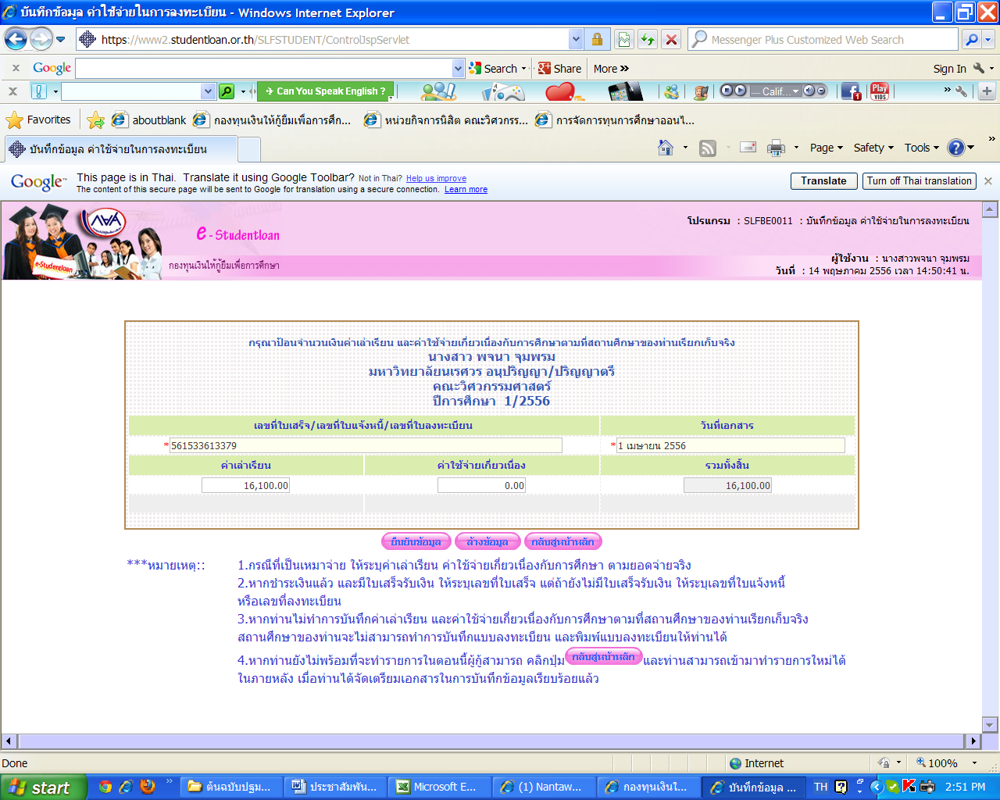 บันทึกข้อมูล ค่าใช้จ่ายในการลงทะเบียน - Windows Internet Explorer
https://www2.studentloan.or.th/SLFSTUDENT/ControlJspServlet
Messenger Plus Customized Web Search
Google Search Share More Sign In
Can You Speak English ? Calif... Play VIDS
Favorites aboutblank กองทุนเงินให้กู้ยืมเพื่อการศึก... หน่วยกิจการนิสิต คณะวิศวกรร... การจัดการทุนการศึกษาออนไ...
บันทึกข้อมูล ค่าใช้จ่ายในการลงทะเบียน Page Safety Tools
Google This page is in Thai. Translate it using Google Toolbar? Not in Thai? Help us improve Translate Turn off Thai translation
The content of this secure page will be sent to Google for translation using a secure connection. Learn more
e - Studentloan
โปรแกรม : SLFBE0011 : บันทึกข้อมูล ค่าใช้จ่ายในการลงทะเบียน
e-Studentloan
กองทุนเงินให้กู้ยืมเพื่อการศึกษา
ผู้ใช้งาน : นางสาวพจนา จุมพรม
วันที่ : 14 พฤษภาคม 2556 เวลา 14:50:41 น.
กรุณาป้อนจำนวนเงินค่าเล่าเรียน และค่าใช้จ่ายเกี่ยวเนื่องกับการศึกษาตามที่สถานศึกษาของท่านเรียกเก็บจริง
นางสาว พจนา จุมพรม
มหาวิทยาลัยนเรศวร อนุปริญญา/ปริญญาตรี
คณะวิศวกรรมศาสตร์
ปีการศึกษา 1/2556
เลขที่ใบเสร็จ/เลขที่ใบแจ้งหนี้/เลขที่ใบลงทะเบียน วันที่เอกสาร
*561533613379 *1 เมษายน 2556
ค่าเล่าเรียน ค่าใช้จ่ายเกี่ยวเนื่อง รวมทั้งสิ้น
16,100.00 0.00 16,100.00
ยืนยันข้อมูล ล้างข้อมูล กลับสู่หน้าหลัก
***หมายเหตุ:: 1.กรณีที่เป็นเหมาจ่าย ให้ระบุค่าเล่าเรียน ค่าใช้จ่ายเกี่ยวเนื่องกับการศึกษา ตามยอดจ่ายจริง
2.หากชำระเงินแล้ว และมีใบเสร็จรับเงิน ให้ระบุเลขที่ใบเสร็จ แต่ถ้ายังไม่มีใบเสร็จรับเงิน ให้ระบุเลขที่ใบแจ้งหนี้
หรือเลขที่ลงทะเบียน
3.หากท่านไม่ทำการบันทึกค่าเล่าเรียน และค่าใช้จ่ายเกี่ยวเนื่องกับการศึกษาตามที่สถานศึกษาของท่านเรียกเก็บจริง
สถานศึกษาของท่านจะไม่สามารถทำการบันทึกแบบลงทะเบียน และพิมพ์แบบลงทะเบียนให้ท่านได้
4.หากท่านยังไม่พร้อมที่จะทำรายการในตอนนี้ผู้กู้สามารถ คลิกปุ่ม กลับสู่หน้าหลัก และท่านสามารถเข้ามาทำรายการใหม่ได้
ในภายหลัง เมื่อท่านได้จัดเตรียมเอกสารในการบันทึกข้อมูลเรียบร้อยแล้ว
Done Internet 100%
start ต้นฉบับปฐม... ประชาสัมพัน... Microsoft E... (1) Nantaw... กองทุนเงินใ... บันทึกข้อมูล ... TH 2:51 PM